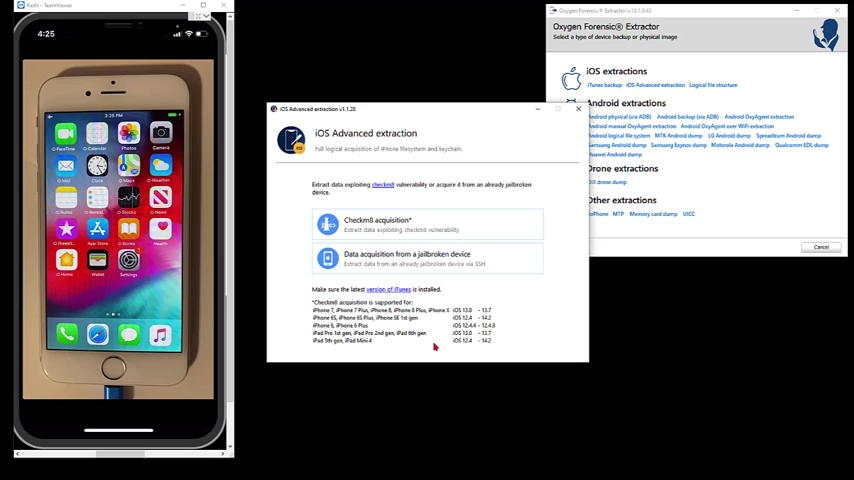 Keith - TeamViewer
4:25
3:25 PM
FaceTime
Calendar
Photos
Camera
Mail
Clock
Weather
Stocks
News
App Store
Books
Health
Home
Wallet
Settings
iOS Advanced extraction v1.1.28
iOS Advanced extraction
Full logical acquisition of iPhone filesystem and keychain.
Extract data exploiting checkm8 vulnerability or acquire it from an already jailbroken
device.
Checkm8 acquisition*
Extract data exploiting checkm8 vulnerability
Data acquisition from a jailbroken device
Extract data from an already jailbroken device via SSH
Make sure the latest version of iTunes is installed.
*Checkm8 acquisition is supported for:
iPhone 7, iPhone 7 Plus, iPhone 8, iPhone 8 Plus, iPhone X iOS 13.0 - 13.7
iPhone 6S, iPhone 6S Plus, iPhone SE 1st gen iOS 12.4 - 14.2
iPhone 6, iPhone 6 Plus iOS 12.4.4 - 12.4.8
iPad Pro 1st gen, iPad Pro 2nd gen, iPad 6th gen iOS 13.0 - 13.7
iPad 5th gen, iPad Mini 4 iOS 12.4 - 14.2
Oxygen Forensic® Extractor
Oxygen Forensic® Extractor
Select a type of device backup or physical image
iOS extractions
iTunes backup iOS Advanced extraction Logical file structure
Android extractions
Android physical (via ADB) Android backup (via ADB) Android OxyAgent extraction
Android manual OxyAgent extraction Android OxyAgent over WiFi extraction
Android logical file system MTK Android dump LG Android dump Spreadtrum Android dump
Samsung Android dump Samsung Exynos dump Motorola Android dump Qualcomm EDL dump
Huawei Android dump
Drone extractions
DJI drone dump
Other extractions
MTP Memory card dump UICC
Cancel